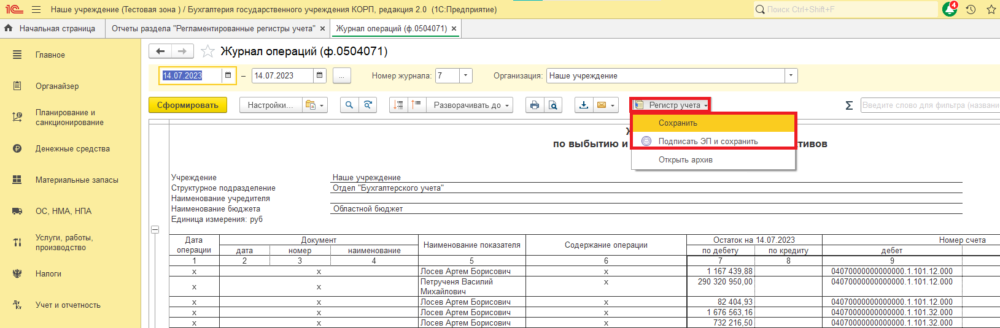 1С Наше учреждение (Тестовая зона ) / Бухгалтерия государственного учреждения КОРП, редакция 2.0 (1С:Предприятие) Поиск Ctrl+Shift+F 4
Начальная страница Отчеты раздела "Регламентированные регистры учета" × Журнал операций (ф.0504071) ×
Главное
Органайзер
Планирование и
санкционирование
Денежные средства
Материальные запасы
ОС, НМА, НПА
Услуги, работы,
производство
Налоги
Дт
Кт
Учет и отчетность
Журнал операций (ф.0504071)
14.07.2023 – 14.07.2023 ... Номер журнала: 7 Организация: Наше учреждение
Сформировать Настройки... Разворачивать до Регистр учета Σ Введите слово для фильтра (названи
Сохранить
Подписать ЭП и сохранить
Открыть архив
по выбытию и тивов
Учреждение Наше учреждение
Структурное подразделение Отдел "Бухгалтерского учета"
Наименование учредителя
Наименование бюджета Областной бюджет
Единица измерения: руб
Дата Документ Наименование показателя Содержание операции Остаток на 14.07.2023 Номер счета
операции дата номер наименование по дебету по кредиту дебет
1 2 3 4 5 6 7 8 9
х х Лосев Артем Борисович х 1 167 439,88 04070000000000000.1.101.12.000
х х Петрученя Василий х 290 320 950,00 04070000000000000.1.101.12.000
Михайлович
х х Лосев Артем Борисович х 82 404,93 04070000000000000.1.101.12.000
х х Лосев Артем Борисович х 1 676 563,16 04070000000000000.1.101.32.000
х х Лосев Артем Борисович х 732 216,50 04070000000000000.1.101.32.000